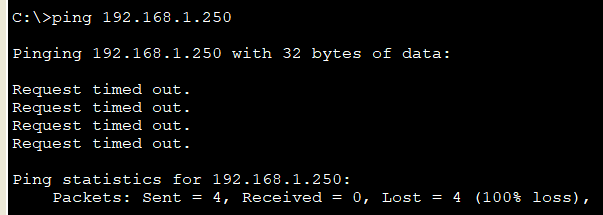 C:\>ping 192.168.1.250
Pinging 192.168.1.250 with 32 bytes of data:
Request timed out.
Request timed out.
Request timed out.
Request timed out.
Ping statistics for 192.168.1.250:
Packets: Sent = 4, Received = 0, Lost = 4 (100% loss),